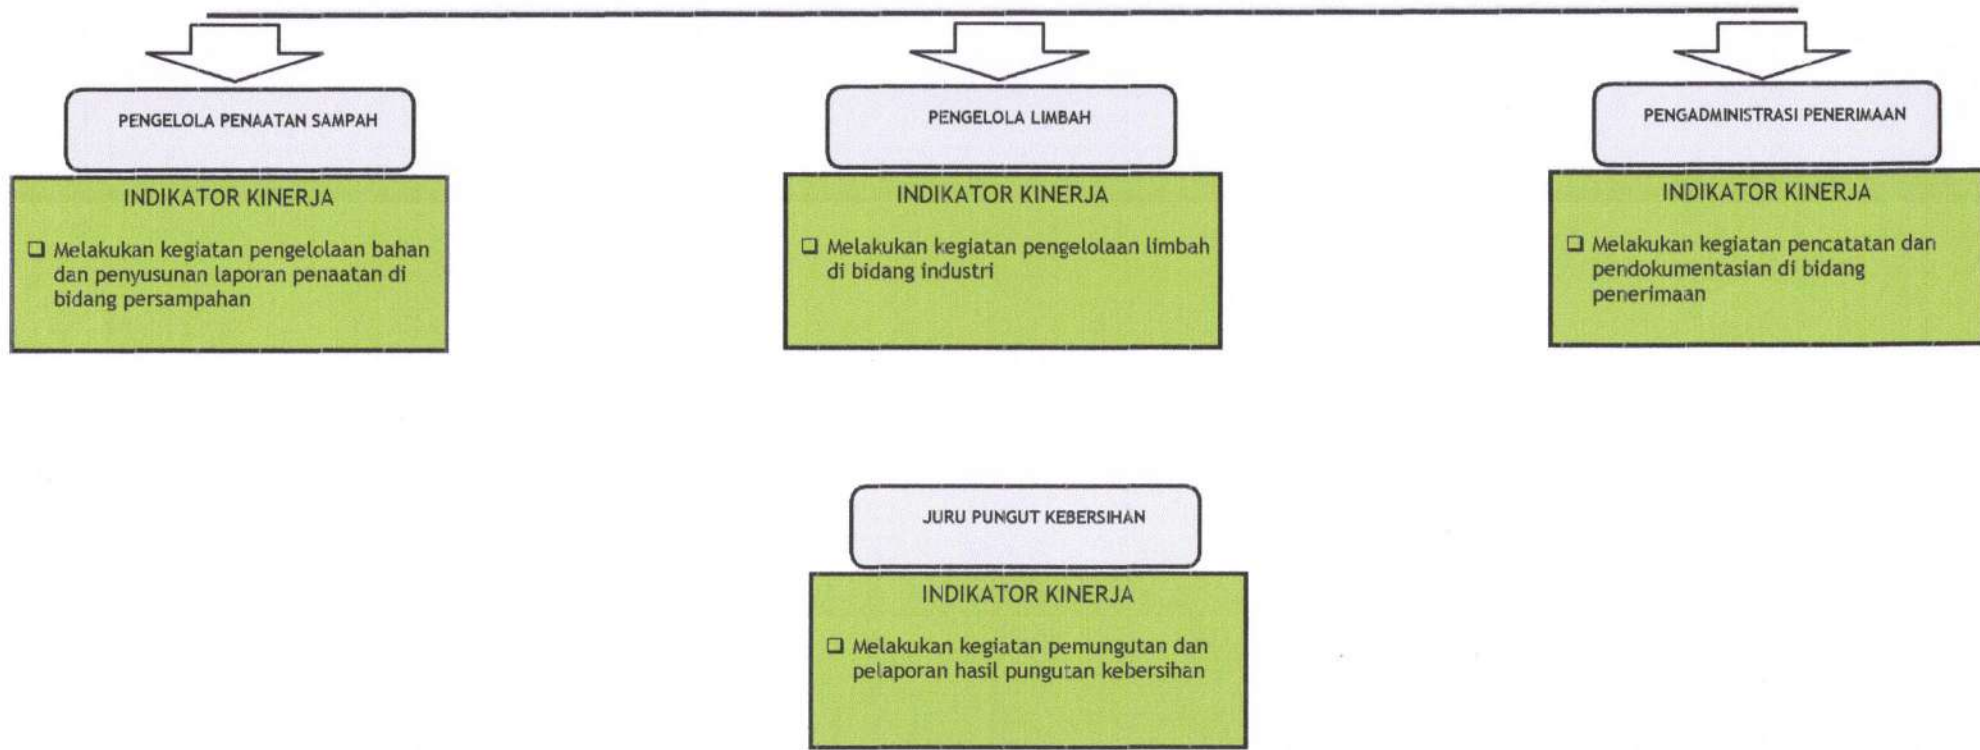 PENGELOLA PENAATAN SAMPAH
INDIKATOR KINERJA
❑ Melakukan kegiatan pengelolaan bahan
dan penyusunan laporan penaatan di
bidang persampahan
PENGELOLA LIMBAH
INDIKATOR KINERJA
❑ Melakukan kegiatan pengelolaan limbah
di bidang industri
PENGADMINISTRASI PENERIMAAN
INDIKATOR KINERJA
❑ Melakukan kegiatan pencatatan dan
pendokumentasian di bidang
penerimaan
JURU PUNGUT KEBERSIHAN
INDIKATOR KINERJA
❑ Melakukan kegiatan pemungutan dan
pelaporan hasil pungutan kebersihan